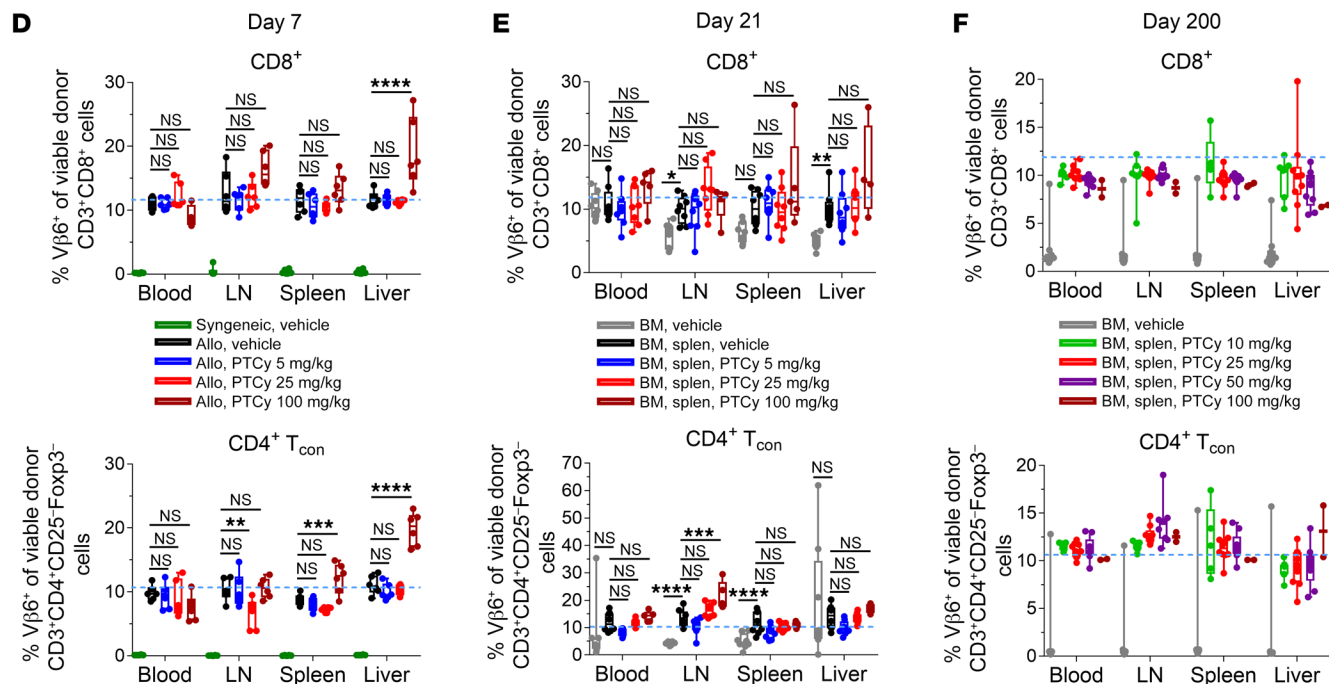 D
Day 7
CD8+
% Vβ6+ of viable donor
CD3+CD8+ cells
30
20
10
0
NS
NS
NS
NS
NS
NS
NS
NS
NS
****
NS
NS
Blood
LN
Spleen
Liver
Syngeneic, vehicle
Allo, vehicle
Allo, PTCy 5 mg/kg
Allo, PTCy 25 mg/kg
Allo, PTCy 100 mg/kg
CD4+ Tcon
% Vβ6+ of viable donor
CD3+CD4+CD25–Foxp3–
cells
30
20
10
0
NS
NS
NS
NS
**
NS
***
NS
NS
****
NS
NS
Blood
LN
Spleen
Liver
E
Day 21
CD8+
% Vβ6+ of viable donor
CD3+CD8+ cells
30
20
10
0
NS
NS
NS
NS
NS
NS
NS
*
NS
NS
NS
NS
**
NS
NS
Blood
LN
Spleen
Liver
BM, vehicle
BM, splen, vehicle
BM, splen, PTCy 5 mg/kg
BM, splen, PTCy 25 mg/kg
BM, splen, PTCy 100 mg/kg
CD4+ Tcon
% Vβ6+ of viable donor
CD3+CD4+CD25–Foxp3–
cells
70
60
50
40
30
20
10
0
NS
NS
NS
NS
***
NS
NS
****
NS
NS
NS
****
NS
NS
NS
NS
Blood
LN
Spleen
Liver
F
Day 200
CD8+
% Vβ6+ of viable donor
CD3+CD8+ cells
20
15
10
5
0
Blood
LN
Spleen
Liver
BM, vehicle
BM, splen, PTCy 10 mg/kg
BM, splen, PTCy 25 mg/kg
BM, splen, PTCy 50 mg/kg
BM, splen, PTCy 100 mg/kg
CD4+ Tcon
% Vβ6+ of viable donor
CD3+CD4+CD25–Foxp3–
cells
20
15
10
5
0
Blood
LN
Spleen
Liver